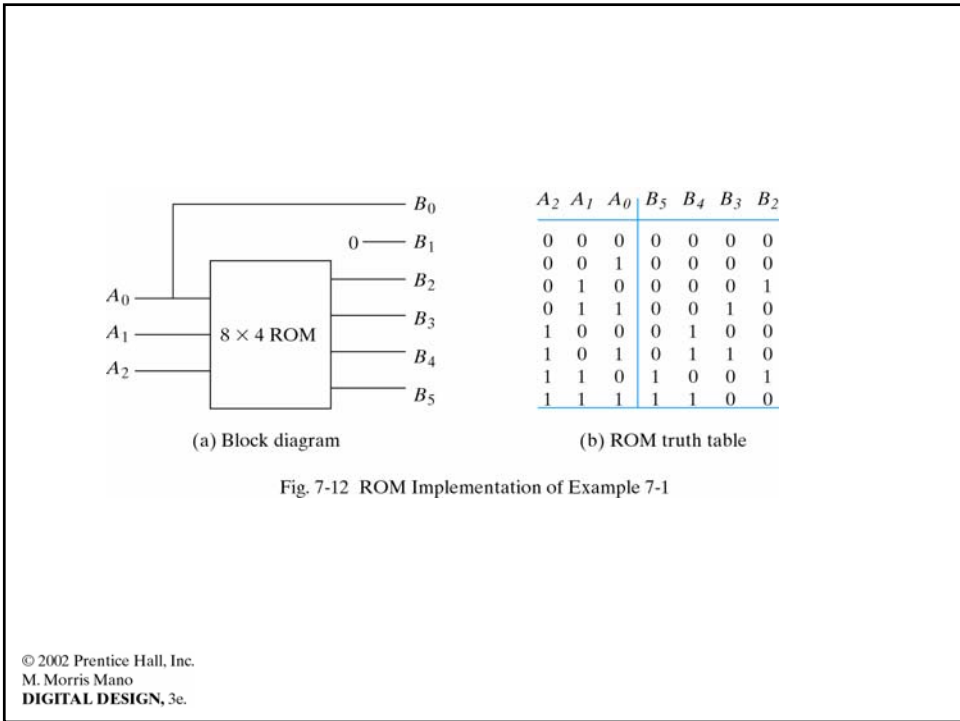 B₀
0 B₁
B₂
A₀
B₃
A₁ 8 × 4 ROM
B₄
A₂
B₅
(a) Block diagram
A₂ A₁ A₀ B₅ B₄ B₃ B₂
0 0 0 0 0 0 0
0 0 1 0 0 0 0
0 1 0 0 0 0 1
0 1 1 0 0 1 0
1 0 0 0 1 0 0
1 0 1 0 1 1 0
1 1 0 1 0 0 1
1 1 1 1 1 0 0
(b) ROM truth table
Fig. 7-12 ROM Implementation of Example 7-1
© 2002 Prentice Hall, Inc.
M. Morris Mano
DIGITAL DESIGN, 3e.